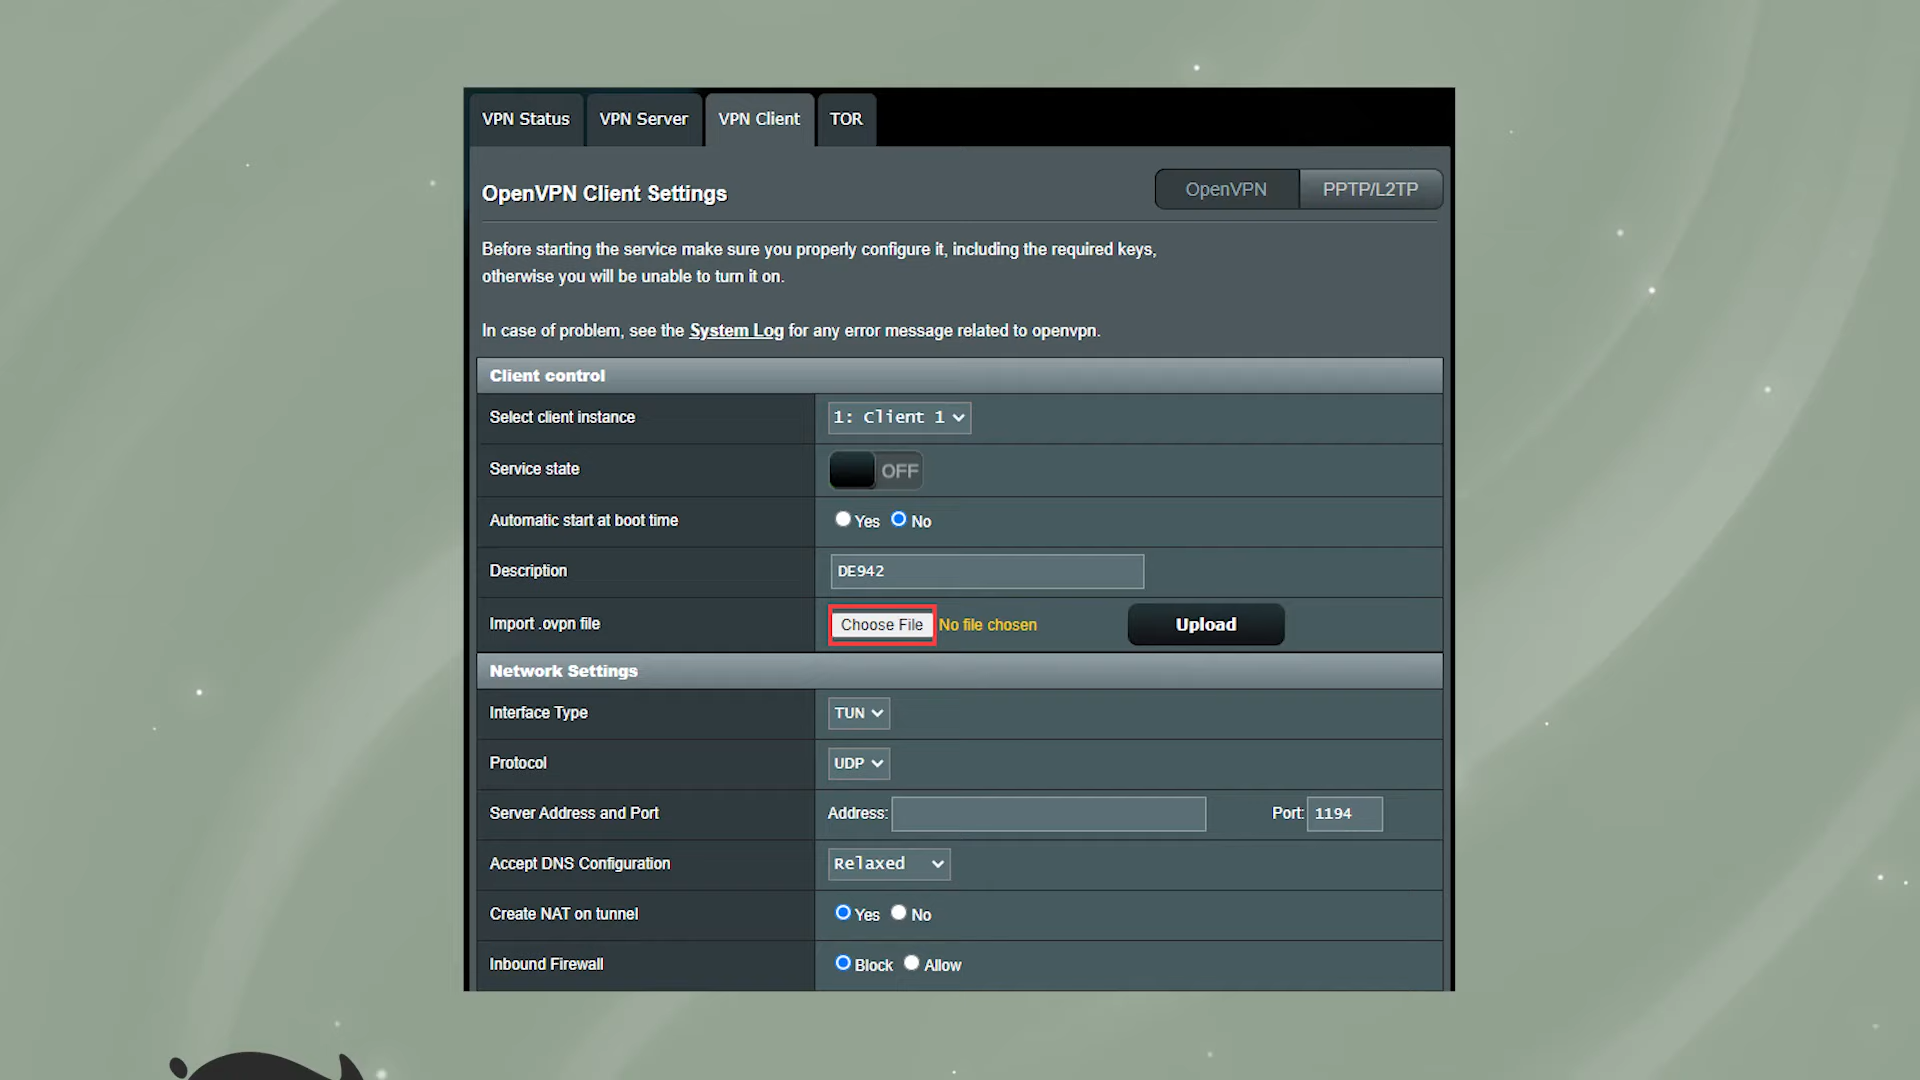 VPN Status VPN Server VPN Client TOR
OpenVPN Client Settings OpenVPN PPTP/L2TP
Before starting the service make sure you properly configure it, including the required keys,
otherwise you will be unable to turn it on.
In case of problem, see the System Log for any error message related to openvpn.
Client control
Select client instance 1: Client 1
Service state OFF
Automatic start at boot time Yes No
Description DE942
Import .ovpn file Choose File No file chosen Upload
Network Settings
Interface Type TUN
Protocol UDP
Server Address and Port Address: Port: 1194
Accept DNS Configuration Relaxed
Create NAT on tunnel Yes No
Inbound Firewall Block Allow